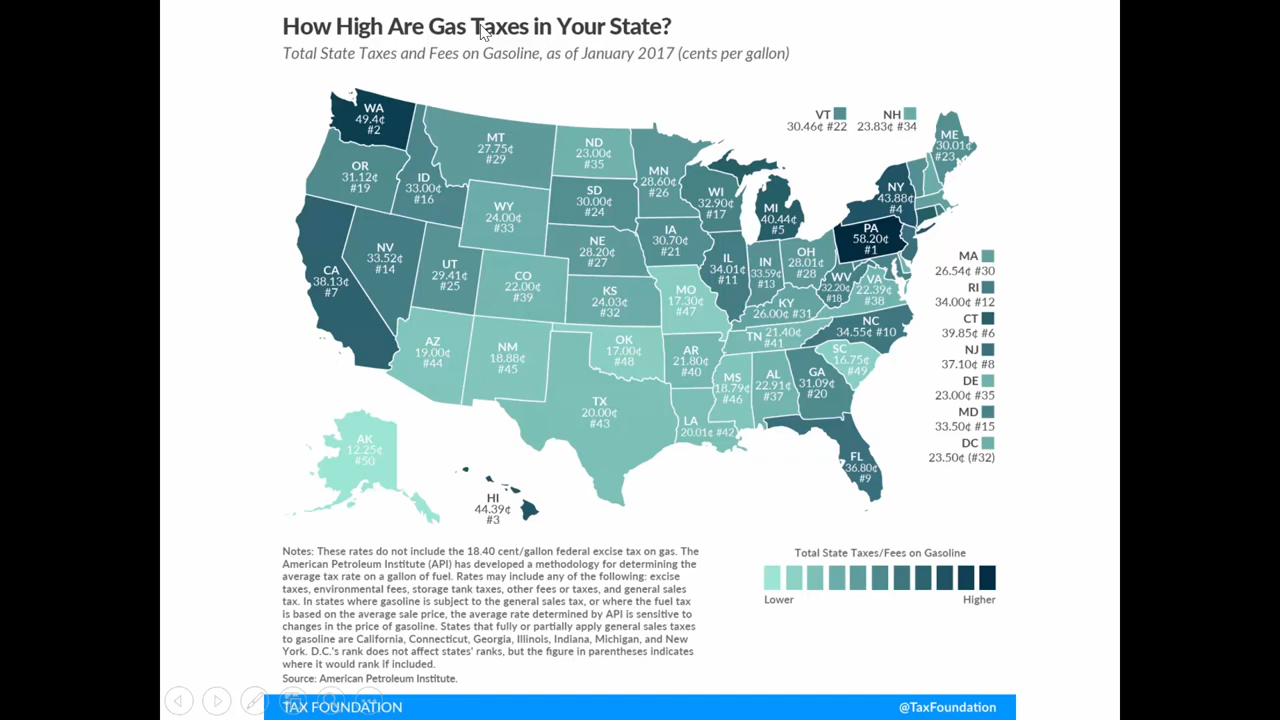 How High Are Gas Taxes in Your State?
Total State Taxes and Fees on Gasoline, as of January 2017 (cents per gallon)
WA
49.4¢
#2
MT
27.75¢
#29
ND
23.00¢
#35
VT
30.46¢ #22
NH
23.83¢ #34
ME
30.01¢
#23
OR
31.12¢
#19
ID
33.00¢
#16
MN
28.60¢
#26
SD
30.00¢
#24
WI
32.90¢
#17
MI
40.44¢
#5
NY
43.88¢
#4
WY
24.00¢
#33
PA
58.20¢
#1
IA
30.70¢
#21
NE
28.20¢
#27
NV
33.52¢
#14
UT
29.41¢
#25
CO
22.00¢
#39
CA
38.13¢
#7
IL
34.01¢
#11
IN
33.59¢
#13
OH
28.01¢
#28
WV
32.20¢
#18
VA
22.39¢
#38
KS
24.03¢
#32
MO
17.30¢
#47
KY
26.00¢ #31
NC
34.55¢ #10
TN 21.40¢
#41
AZ
19.00¢
#44
NM
18.88¢
#45
OK
17.00¢
#48
AR
21.80¢
#40
SC
16.75¢
#49
MS
18.79¢
#46
AL
22.91¢
#37
GA
31.09¢
#20
TX
20.00¢
#43
LA
20.01¢ #42
FL
36.80¢
#9
AK
12.25¢
#50
HI
44.39¢
#3
MA
26.54¢ #30
RI
34.00¢ #12
CT
39.85¢ #6
NJ
37.10¢ #8
DE
23.00¢ #35
MD
33.50¢ #15
DC
23.50¢ (#32)
Notes: These rates do not include the 18.40 cent/gallon federal excise tax on gas. The
American Petroleum Institute (API) has developed a methodology for determining the
average tax rate on a gallon of fuel. Rates may include any of the following: excise
taxes, environmental fees, storage tank taxes, other fees or taxes, and general sales
tax. In states where gasoline is subject to the general sales tax, or where the fuel tax
is based on the average sale price, the average rate determined by API is sensitive to
changes in the price of gasoline. States that fully or partially apply general sales taxes
to gasoline are California, Connecticut, Georgia, Illinois, Indiana, Michigan, and New
York. D.C.'s rank does not affect states' ranks, but the figure in parentheses indicates
where it would rank if included.
Source: American Petroleum Institute.
Total State Taxes/Fees on Gasoline
Lower
Higher
TAX FOUNDATION
@TaxFoundation